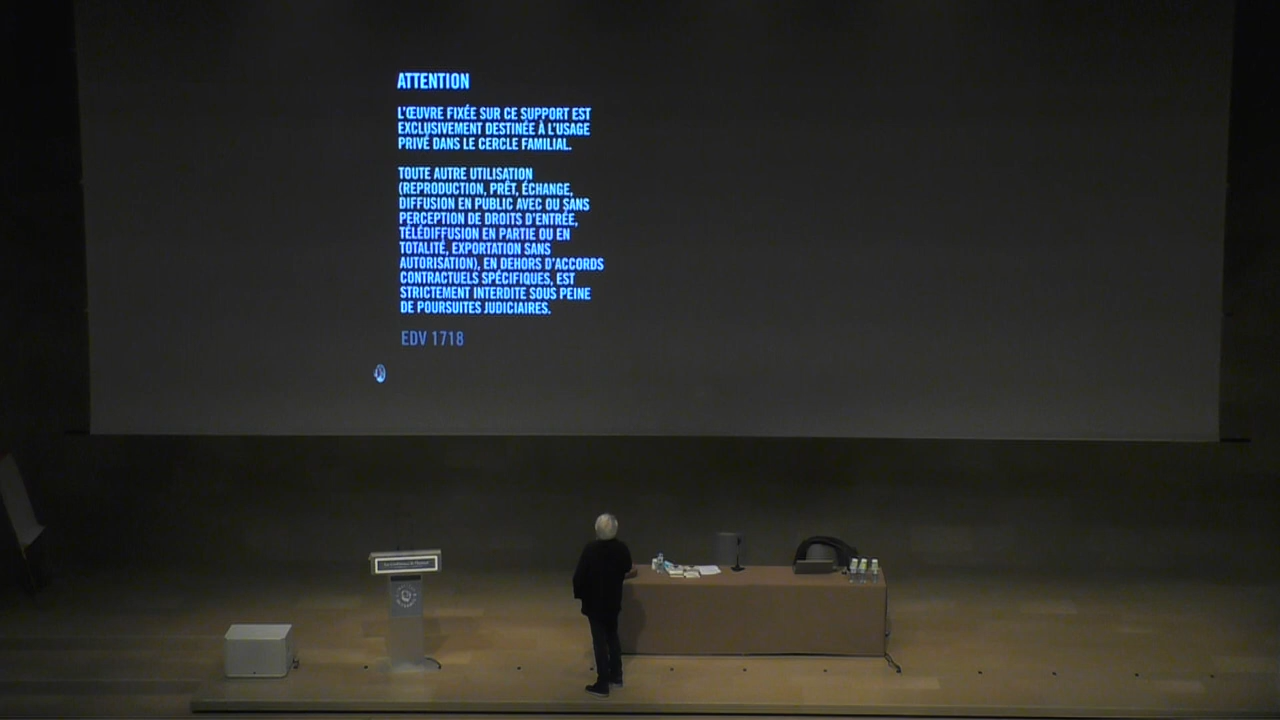 ATTENTION
L'ŒUVRE FIXÉE SUR CE SUPPORT EST
EXCLUSIVEMENT DESTINÉE À L'USAGE
PRIVÉ DANS LE CERCLE FAMILIAL.
TOUTE AUTRE UTILISATION
(REPRODUCTION, PRÊT, ÉCHANGE,
DIFFUSION EN PUBLIC AVEC OU SANS
PERCEPTION DE DROITS D'ENTRÉE,
TÉLÉDIFFUSION EN PARTIE OU EN
TOTALITÉ, EXPORTATION SANS
AUTORISATION), EN DEHORS D'ACCORDS
CONTRACTUELS SPÉCIFIQUES, EST
STRICTEMENT INTERDITE SOUS PEINE
DE POURSUITES JUDICIAIRES.
EDV 1718